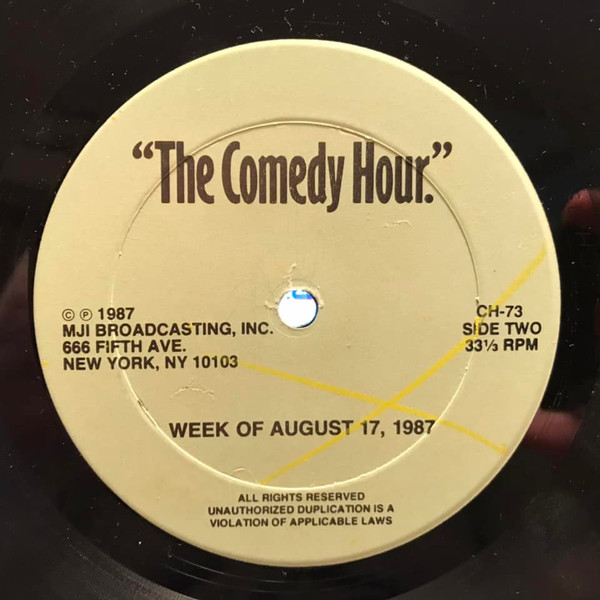 “The Comedy Hour.”
© ℗ 1987
MJI BROADCASTING, INC.
666 FIFTH AVE.
NEW YORK, NY 10103
CH-73
SIDE TWO
33⅓ RPM
WEEK OF AUGUST 17, 1987
ALL RIGHTS RESERVED
UNAUTHORIZED DUPLICATION IS A
VIOLATION OF APPLICABLE LAWS